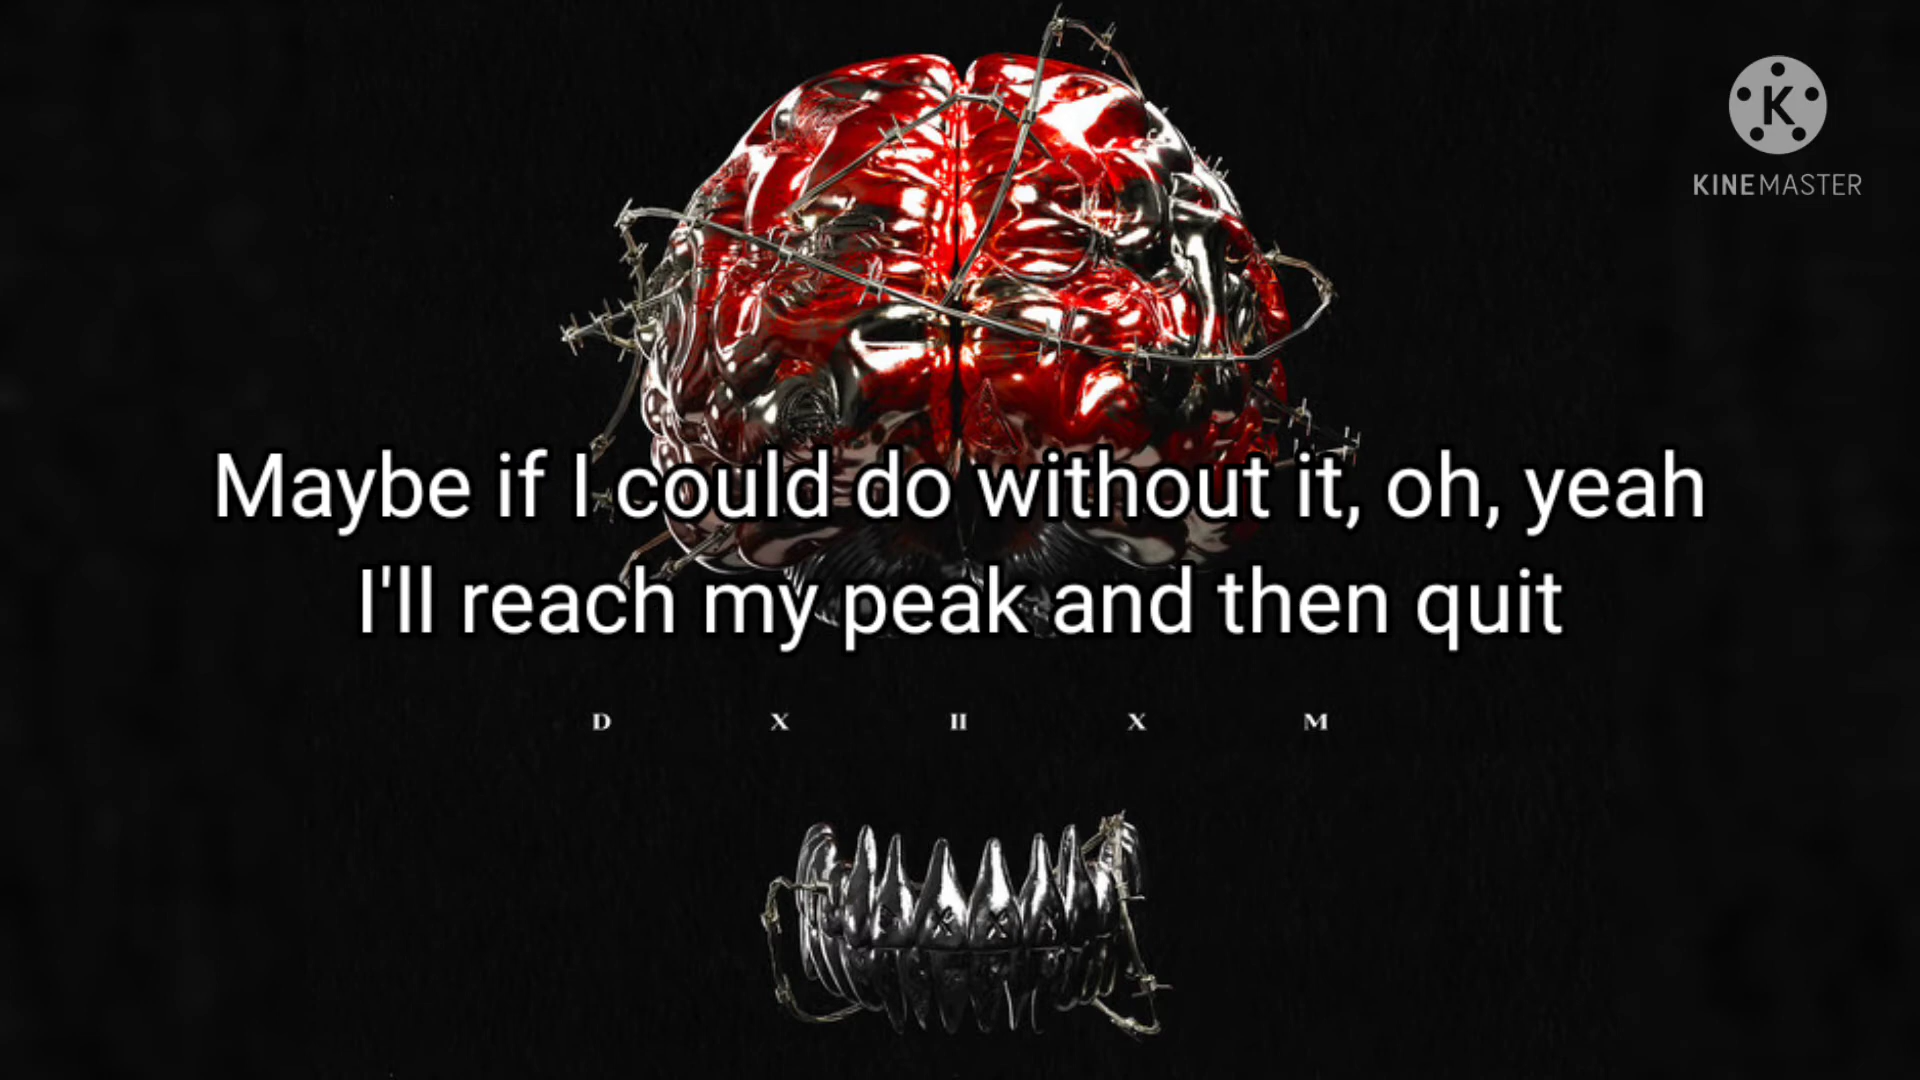 KINEMASTER
Maybe if I could do without it, oh, yeah
I'll reach my peak and then quit
D X II X M